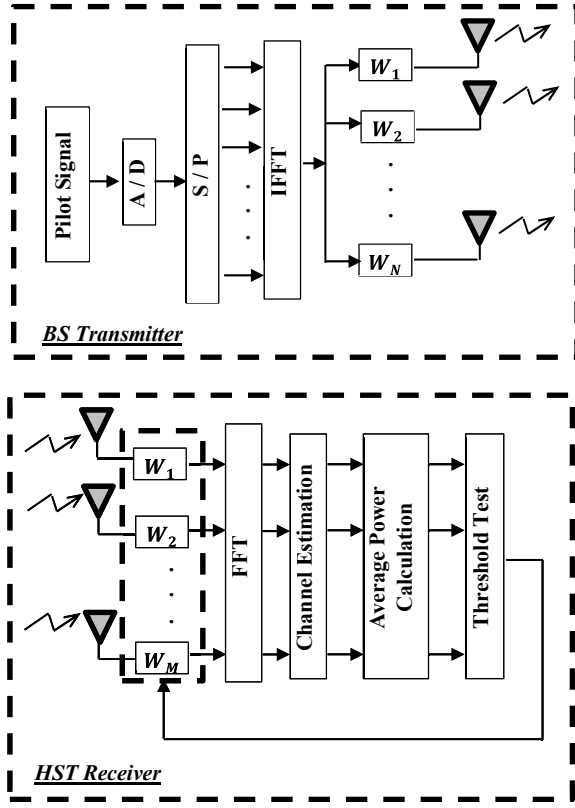 Pilot Signal
A / D
S / P
IFFT
W1
W2
WN
BS Transmitter
W1
W2
WM
FFT
Channel Estimation
Average Power
Calculation
Threshold Test
HST Receiver